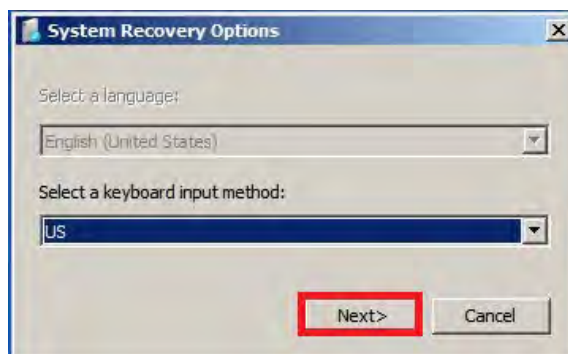 System Recovery Options
Select a language:
English (United States)
Select a keyboard input method:
US
Next>
Cancel